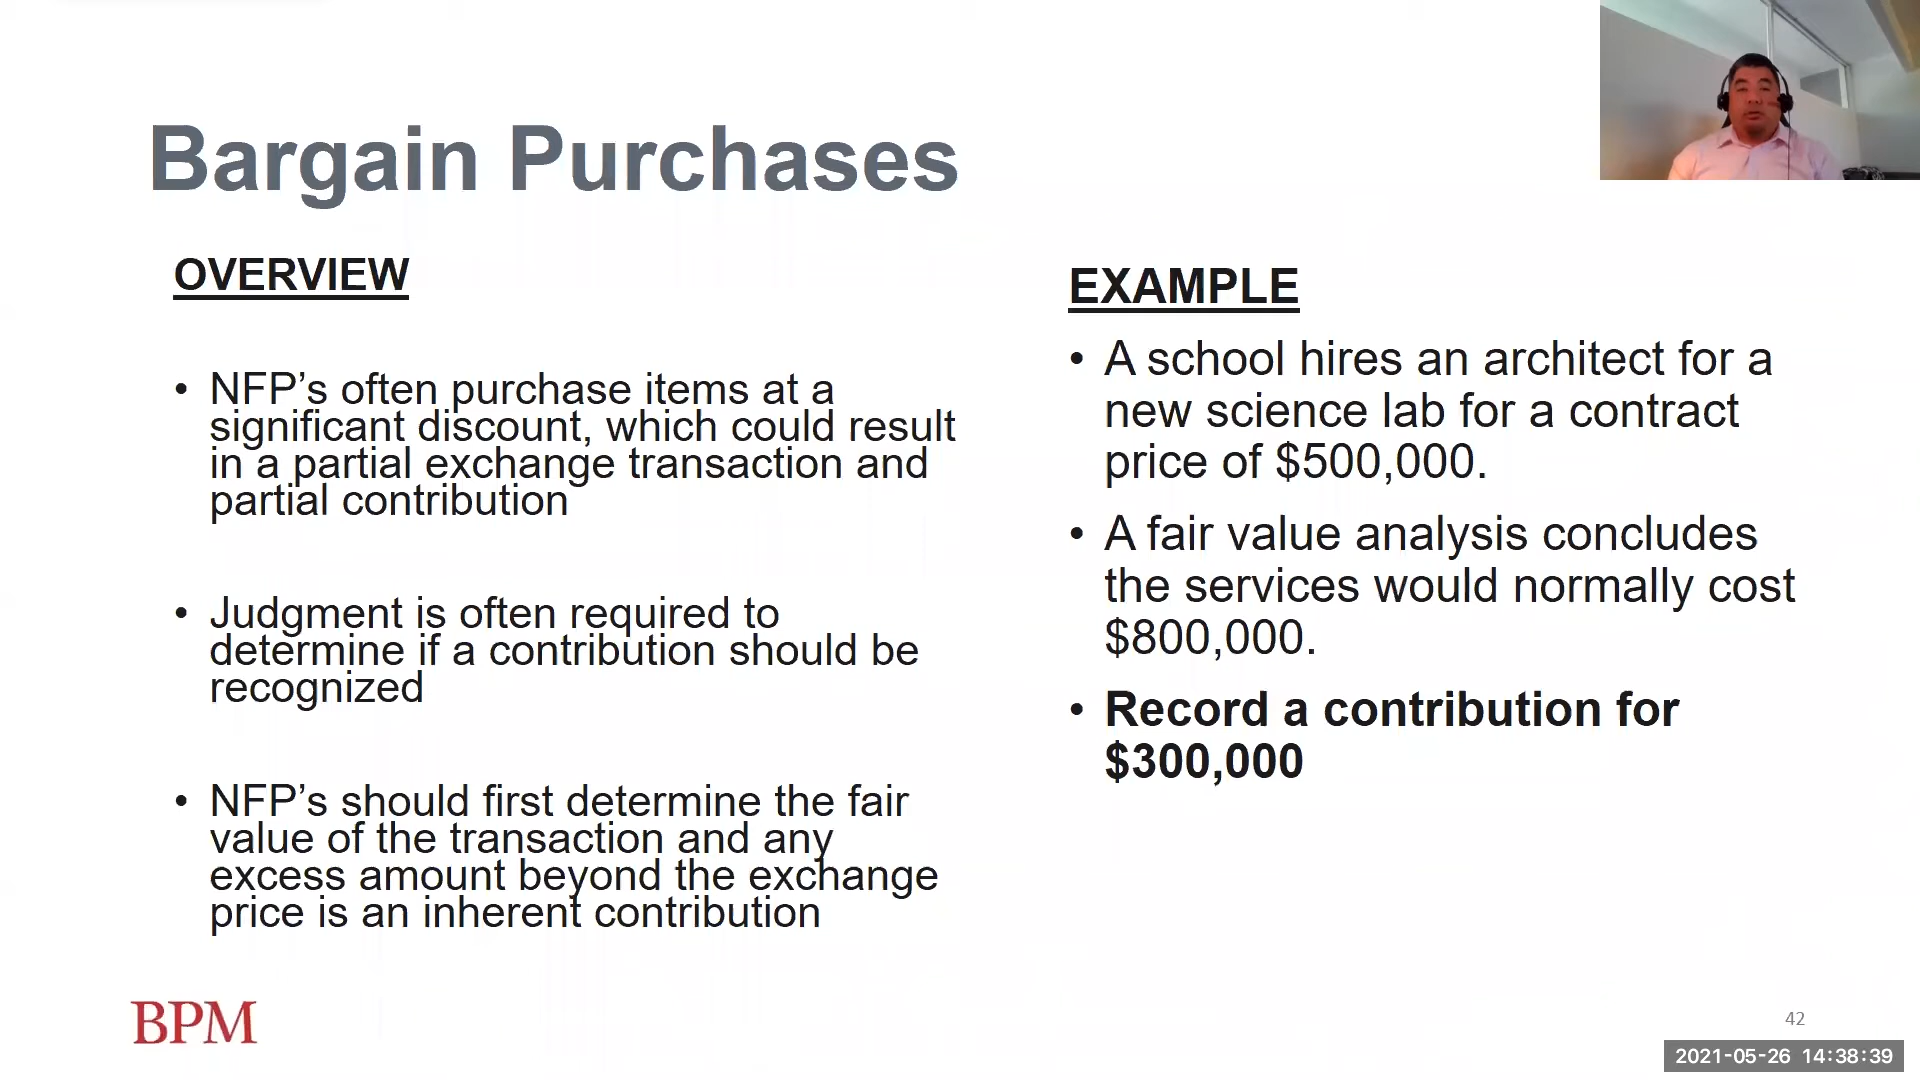 Bargain Purchases
OVERVIEW
• NFP’s often purchase items at a
significant discount, which could result
in a partial exchange transaction and
partial contribution
• Judgment is often required to
determine if a contribution should be
recognized
• NFP’s should first determine the fair
value of the transaction and any
excess amount beyond the exchange
price is an inherent contribution
EXAMPLE
• A school hires an architect for a
new science lab for a contract
price of $500,000.
• A fair value analysis concludes
the services would normally cost
$800,000.
• Record a contribution for
$300,000
BPM
42
2021-05-26 14:38:39